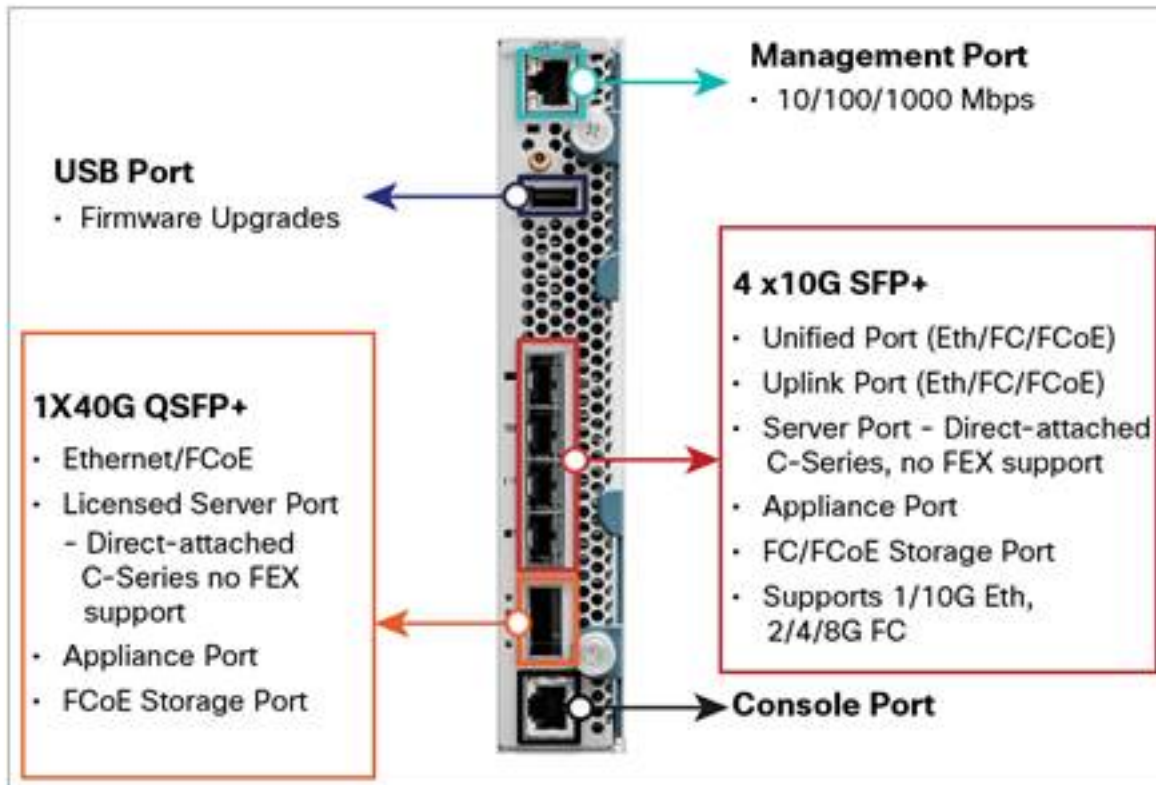 Management Port
· 10/100/1000 Mbps
USB Port
· Firmware Upgrades
4 x10G SFP+
· Unified Port (Eth/FC/FCoE)
· Uplink Port (Eth/FC/FCoE)
· Server Port - Direct-attached
C-Series, no FEX support
· Appliance Port
· FC/FCoE Storage Port
· Supports 1/10G Eth,
2/4/8G FC
1X40G QSFP+
· Ethernet/FCoE
· Licensed Server Port
- Direct-attached
C-Series no FEX
support
· Appliance Port
· FCoE Storage Port
Console Port